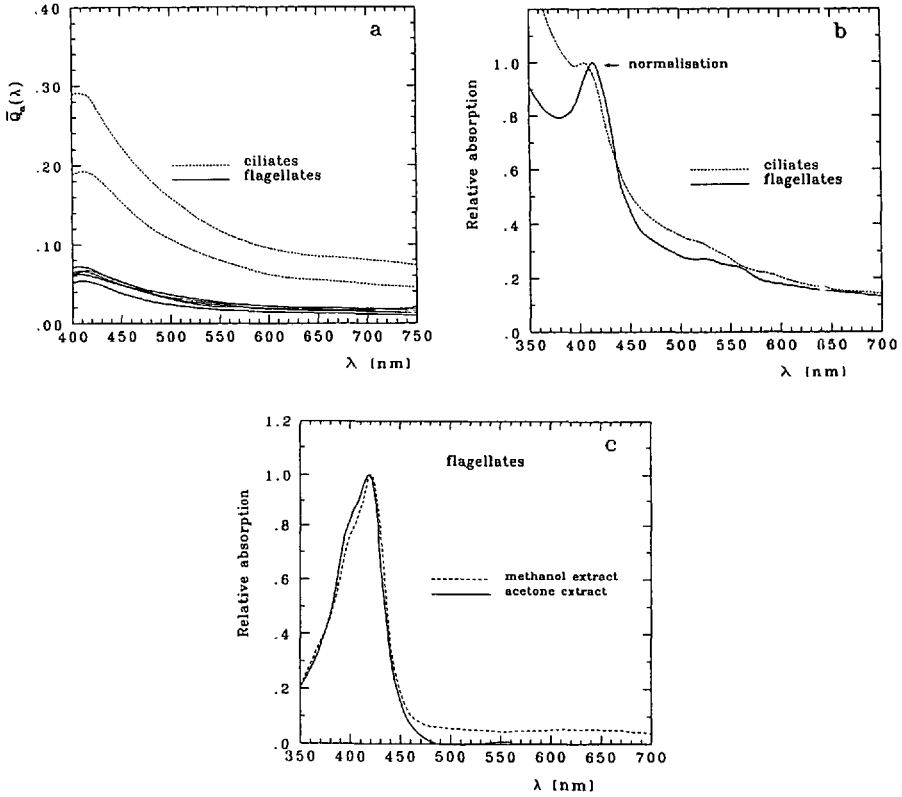 a
.40
.30
.20
.10
.00
Q̄a(λ)
ciliates
flagellates
400 450 500 550 600 650 700 750
λ [nm]
b
1.0
.8
.6
.4
.2
.0
Relative absorption
normalisation
ciliates
flagellates
350 400 450 500 550 600 650 700
λ [nm]
c
1.2
1.0
.8
.6
.4
.2
.0
Relative absorption
flagellates
methanol extract
acetone extract
350 400 450 500 550 600 650 700
λ [nm]